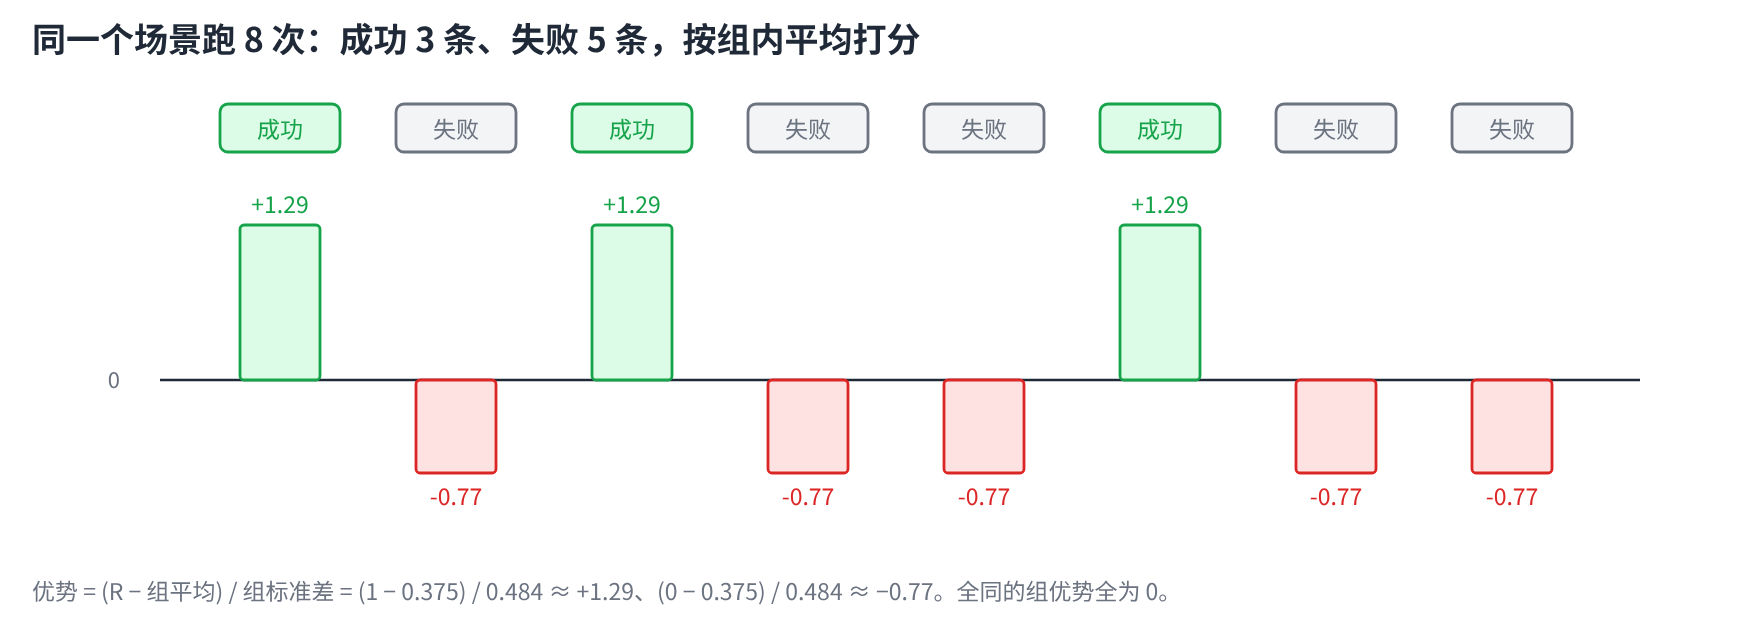 同一个场景跑 8 次：成功 3 条、失败 5 条，按组内平均打分
成功 失败 成功 失败 失败 成功 失败 失败
+1.29 +1.29 +1.29
0
-0.77 -0.77 -0.77 -0.77 -0.77
优势 = (R − 组平均) / 组标准差 = (1 − 0.375) / 0.484 ≈ +1.29、(0 − 0.375) / 0.484 ≈ −0.77。全同的组优势全为 0。